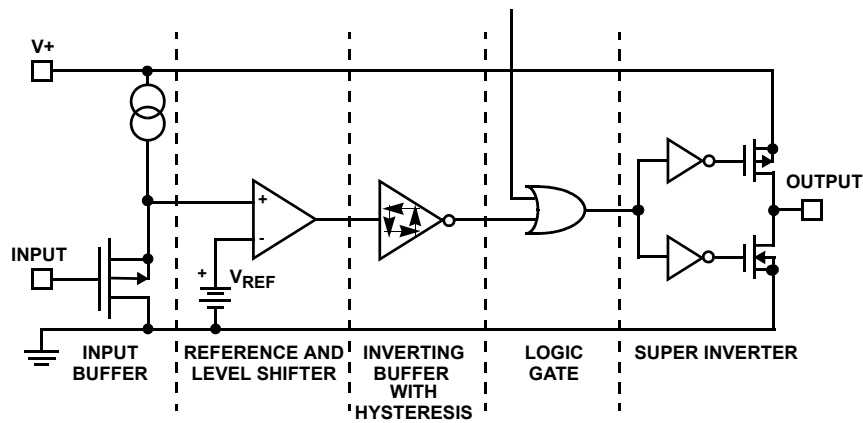 V+
OUTPUT
+
-
INPUT
+
VREF
INPUT
BUFFER
REFERENCE AND
LEVEL SHIFTER
INVERTING
BUFFER
WITH
HYSTERESIS
LOGIC
GATE
SUPER INVERTER